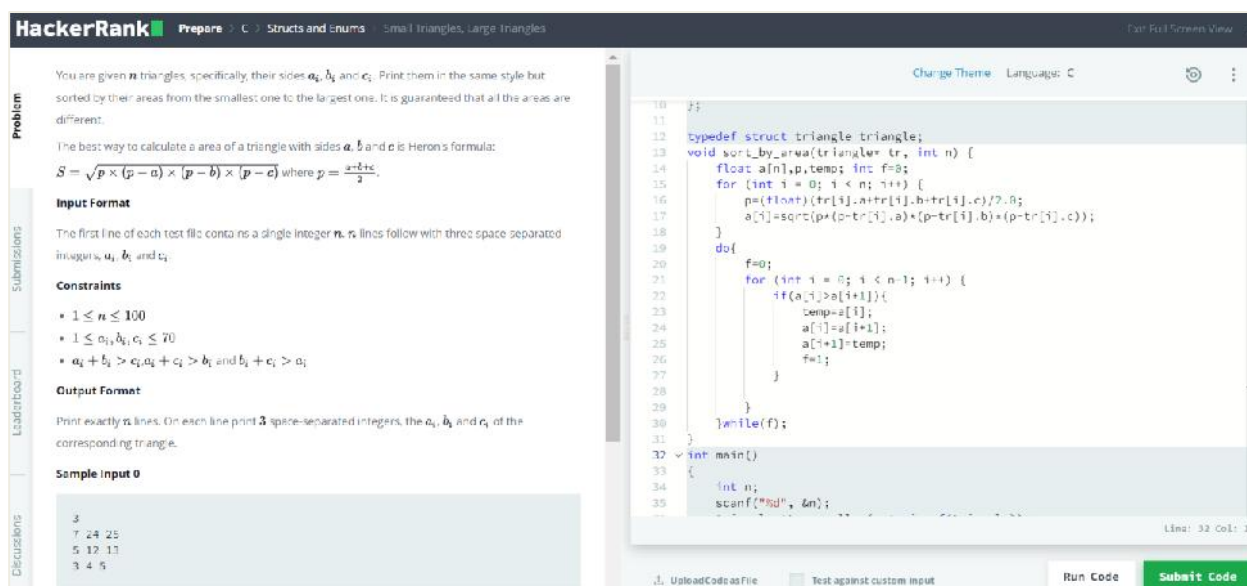 HackerRank Prepare > C > Structs and Enums > Small Triangles, Large Triangles Exit Full Screen View
Problem
Submissions
Leaderboard
Discussions
You are given n triangles, specifically, their sides aᵢ, bᵢ and cᵢ. Print them in the same style but
sorted by their areas from the smallest one to the largest one. It is guaranteed that all the areas are
different.
The best way to calculate a area of a triangle with sides a, b and c is Heron's formula:
S = √p × (p − a) × (p − b) × (p − c) where p = (a+b+c)/2.
Input Format
The first line of each test file contains a single integer n. n lines follow with three space-separated
integers, aᵢ, bᵢ and cᵢ.
Constraints
• 1 ≤ n ≤ 100
• 1 ≤ aᵢ, bᵢ, cᵢ ≤ 70
• aᵢ + bᵢ > cᵢ, aᵢ + cᵢ > bᵢ and bᵢ + cᵢ > aᵢ
Output Format
Print exactly n lines. On each line print 3 space-separated integers, the aᵢ, bᵢ and cᵢ of the
corresponding triangle.
Sample Input 0
3
7 24 25
5 12 13
3 4 5
Change Theme Language: C
10 };
11
12 typedef struct triangle triangle;
13 void sort_by_area(triangle* tr, int n) {
14 float a[n],p,temp; int f=0;
15 for (int i = 0; i < n; i++) {
16 p=(float)(tr[i].a+tr[i].b+tr[i].c)/2.0;
17 a[i]=sqrt(p*(p-tr[i].a)*(p-tr[i].b)*(p-tr[i].c));
18 }
19 do{
20 f=0;
21 for (int i = 0; i < n-1; i++) {
22 if(a[i]>a[i+1]){
23 temp=a[i];
24 a[i]=a[i+1];
25 a[i+1]=temp;
26 f=1;
27 }
28
29 }
30 }while(f);
31 }
32 int main()
33 {
34 int n;
35 scanf("%d", &n);
Line: 32 Col:
Upload Code as File Test against custom input Run Code Submit Code